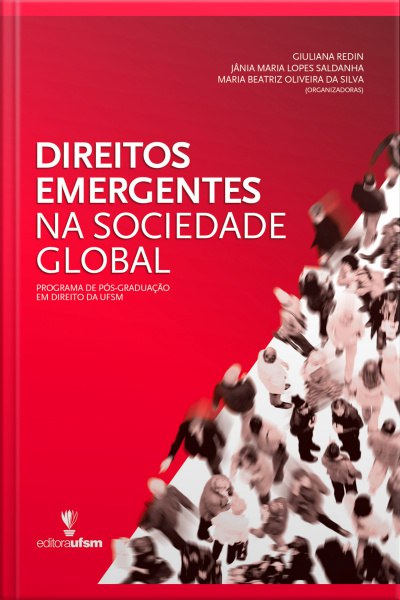 GIULIANA REDIN
JÂNIA MARIA LOPES SALDANHA
MARIA BEATRIZ OLIVEIRA DA SILVA
(ORGANIZADORAS)
DIREITOS
EMERGENTES
NA SOCIEDADE
GLOBAL
PROGRAMA DE PÓS-GRADUAÇÃO
EM DIREITO DA UFSM
editoraufsm